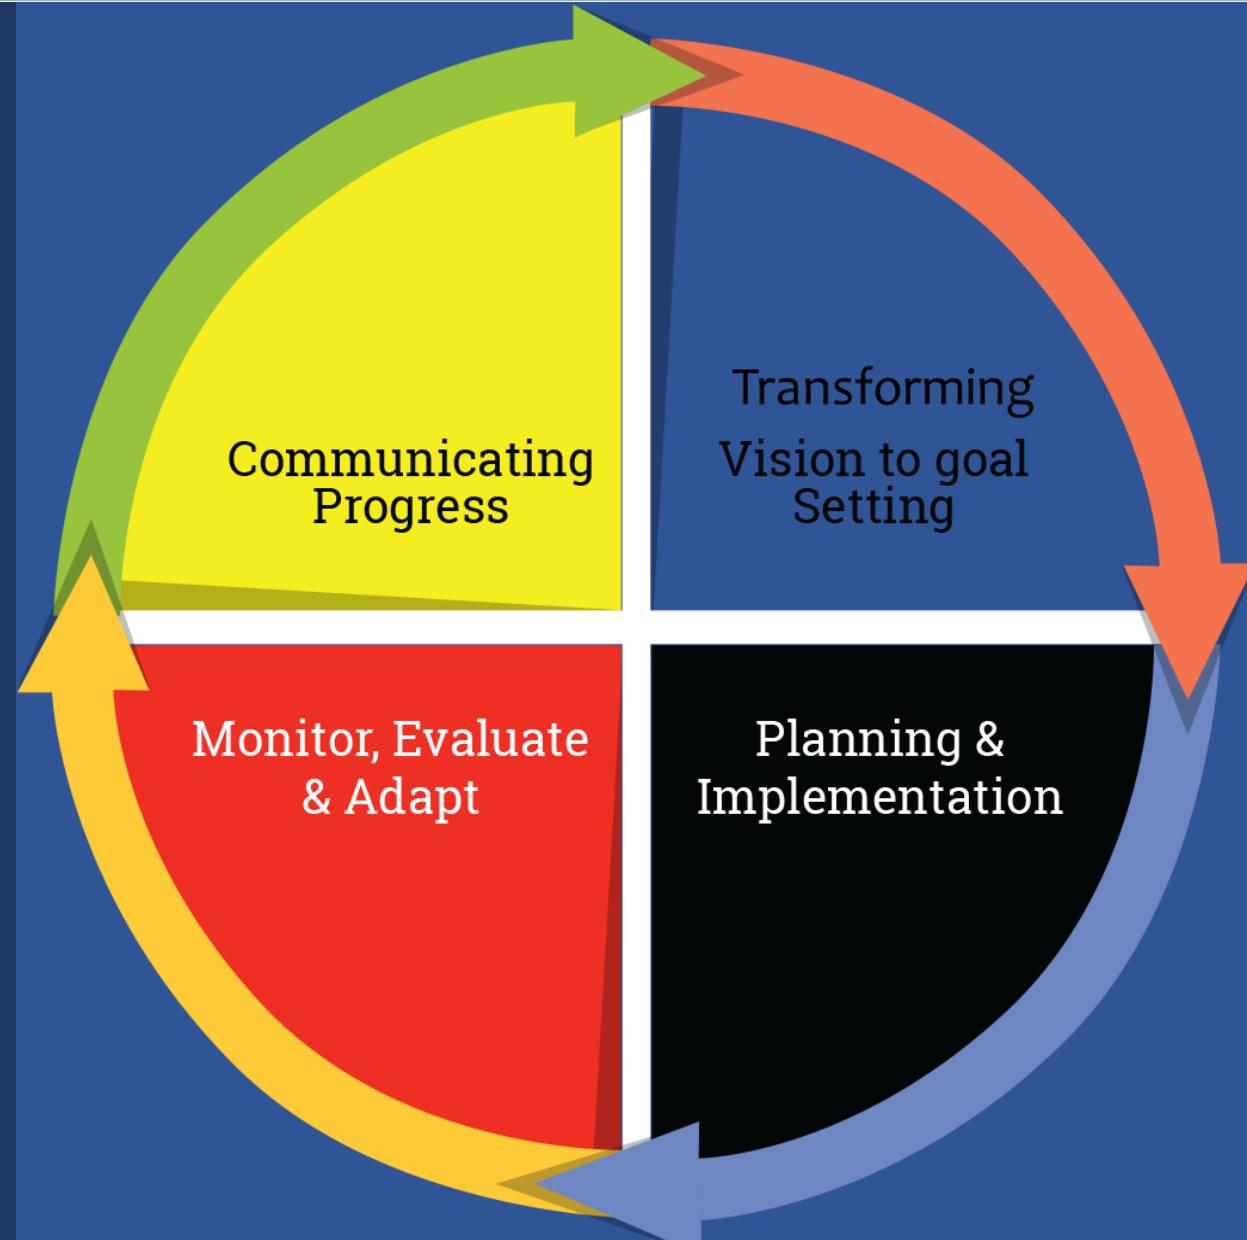 Communicating
Progress
Transforming
Vision to goal
Setting
Monitor, Evaluate
& Adapt
Planning &
Implementation